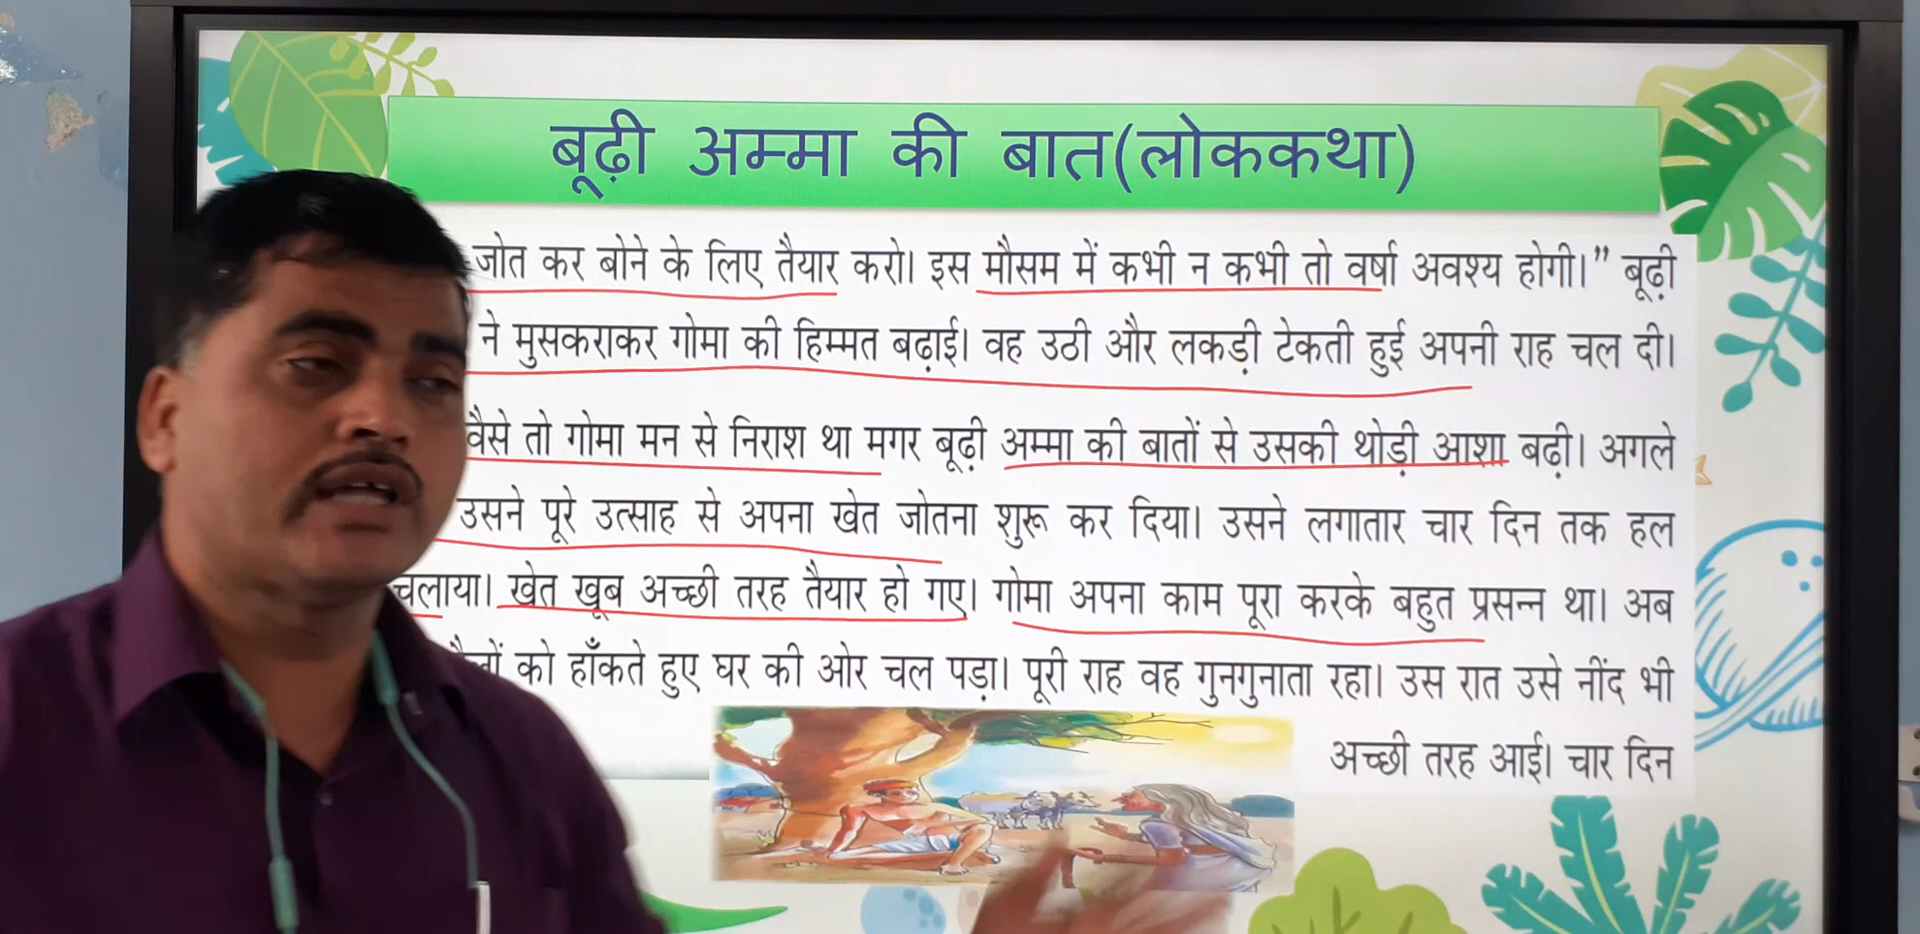 बूढ़ी अम्मा की बात(लोककथा)
जोत कर बोने के लिए तैयार करो। इस मौसम में कभी न कभी तो वर्षा अवश्य होगी।” बूढ़ी
ने मुसकराकर गोमा की हिम्मत बढ़ाई। वह उठी और लकड़ी टेकती हुई अपनी राह चल दी।
वैसे तो गोमा मन से निराश था मगर बूढ़ी अम्मा की बातों से उसकी थोड़ी आशा बढ़ी। अगले
उसने पूरे उत्साह से अपना खेत जोतना शुरू कर दिया। उसने लगातार चार दिन तक हल
चलाया। खेत खूब अच्छी तरह तैयार हो गए। गोमा अपना काम पूरा करके बहुत प्रसन्न था। अब
को हाँकते हुए घर की ओर चल पड़ा। पूरी राह वह गुनगुनाता रहा। उस रात उसे नींद भी
अच्छी तरह आई। चार दिन